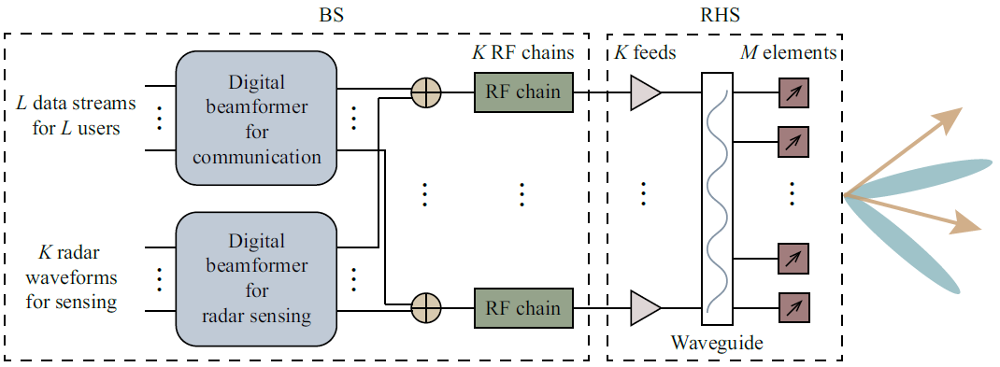 BS
RHS
K RF chains
K feeds
M elements
L data streams
for L users
Digital
beamformer
for
communication
RF chain
K radar
waveforms
for sensing
Digital
beamformer
for
radar sensing
RF chain
Waveguide